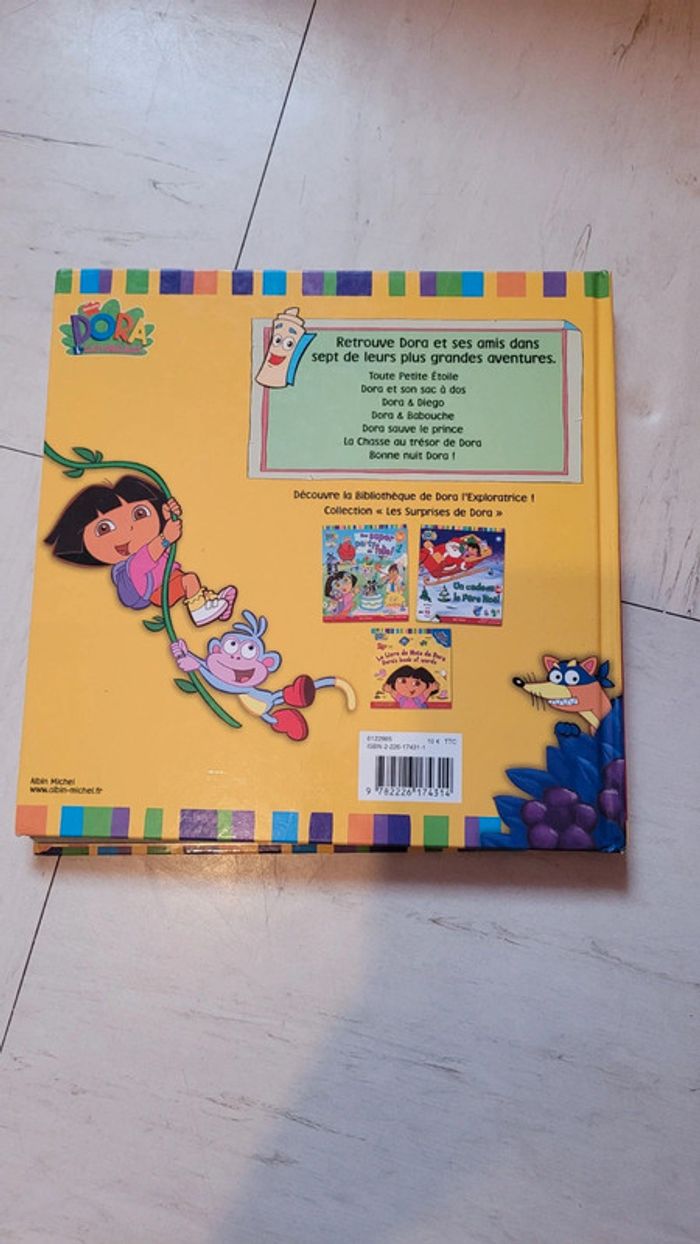 DORA
Retrouve Dora et ses amis dans
sept de leurs plus grandes aventures.
Toute Petite Étoile
Dora et son sac à dos
Dora & Diego
Dora & Babouche
Dora sauve le prince
La Chasse au trésor de Dora
Bonne nuit Dora !
Découvre la Bibliothèque de Dora l'Exploratrice !
Collection « Les Surprises de Dora »
super
Un cadeau
le Père Noël
Le Livre de Mots de Dora
Dora's book of words
6122985 10 € TTC
ISBN-2-226-17431-1
9 782226 174314
Albin Michel
www.albin-michel.fr